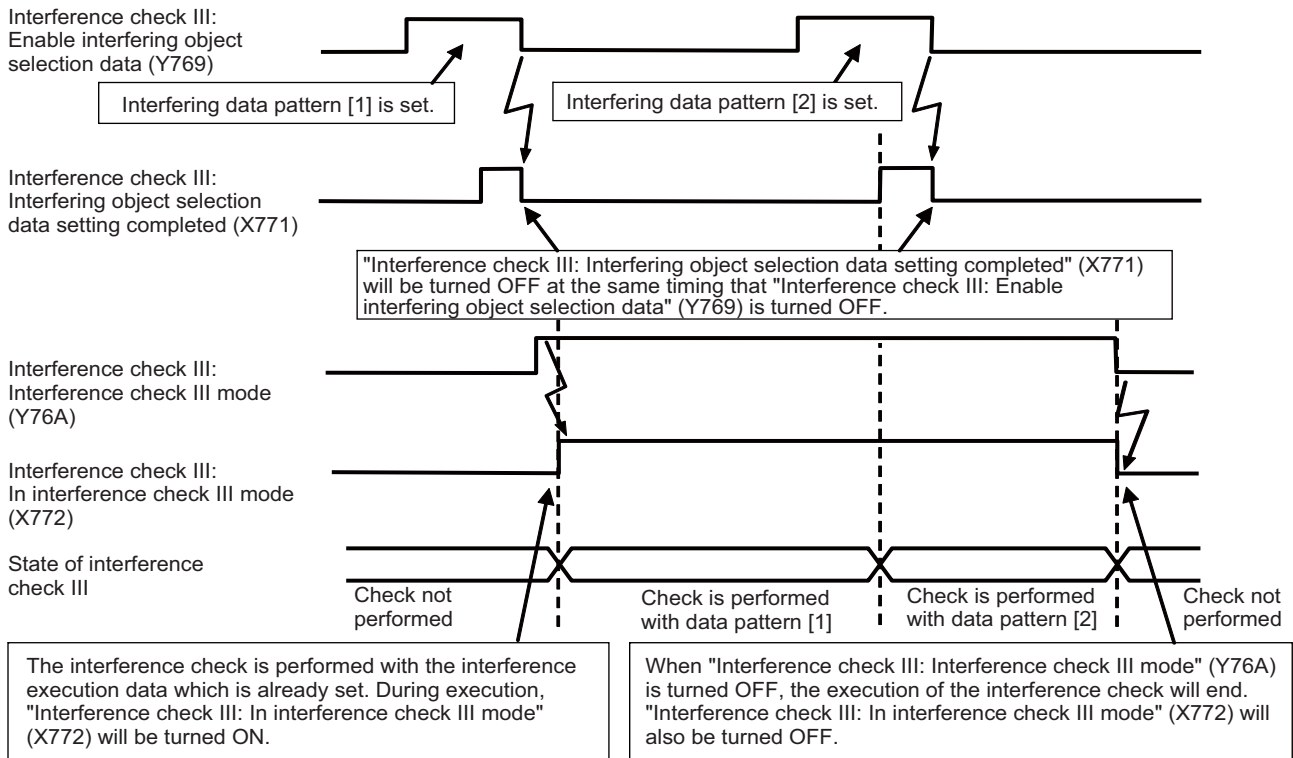 Interference check III:
Enable interfering object
selection data (Y769)
Interfering data pattern [1] is set.
Interfering data pattern [2] is set.
Interference check III:
Interfering object selection
data setting completed (X771)
"Interference check III: Interfering object selection data setting completed" (X771)
will be turned OFF at the same timing that "Interference check III: Enable
interfering object selection data" (Y769) is turned OFF.
Interference check III:
Interference check III mode
(Y76A)
Interference check III:
In interference check III mode
(X772)
State of interference
check III
Check not
performed
Check is performed
with data pattern [1]
Check is performed
with data pattern [2]
Check not
performed
The interference check is performed with the interference
execution data which is already set. During execution,
"Interference check III: In interference check III mode"
(X772) will be turned ON.
When "Interference check III: Interference check III mode" (Y76A)
is turned OFF, the execution of the interference check will end.
"Interference check III: In interference check III mode" (X772) will
also be turned OFF.